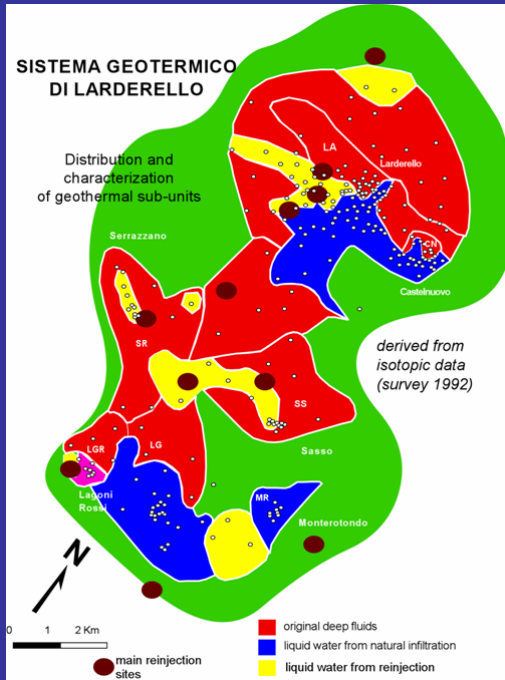 SISTEMA GEOTERMICO
DI LARDERELLO
Distribution and
characterization
of geothermal sub-units
LA
Larderello
CN
Castelnuovo
Serrazzano
SR
derived from
isotopic data
(survey 1992)
SS
Sasso
LGR
LG
Lagoni
Rossi
MR
Monterotondo
N
0 1 2 Km
main reinjection
sites
original deep fluids
liquid water from natural infiltration
liquid water from reinjection